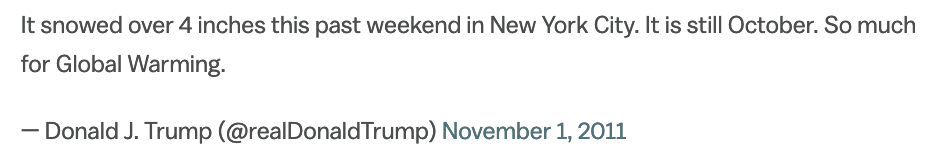 It snowed over 4 inches this past weekend in New York City. It is still October. So much
for Global Warming.
— Donald J. Trump (@realDonaldTrump) November 1, 2011